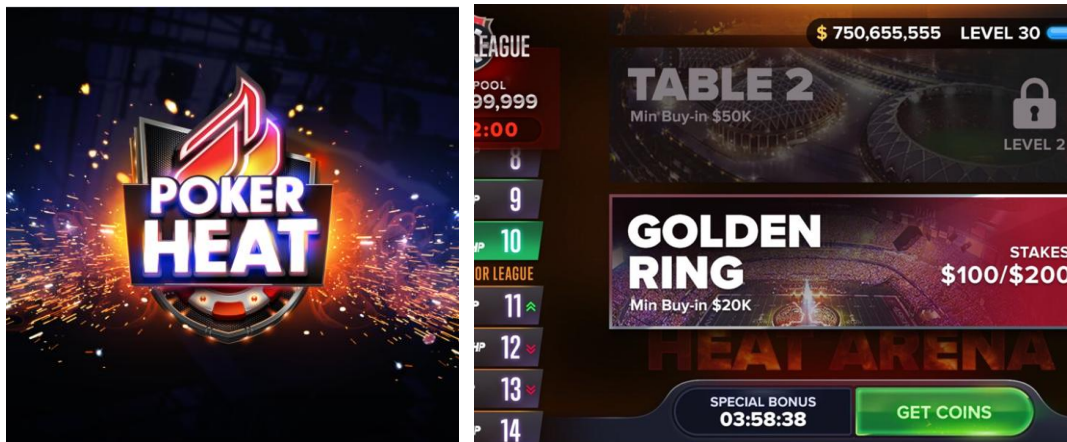 POKER
HEAT
LEAGUE
POOL
99,999
2:00
8
9
10
OR LEAGUE
11
12
13
14
$ 750,655,555 LEVEL 30
TABLE 2
Min Buy-in $50K
LEVEL 2
GOLDEN
RING
Min Buy-in $20K
STAKES
$100/$200
HEAT ARENA
SPECIAL BONUS
03:58:38
GET COINS